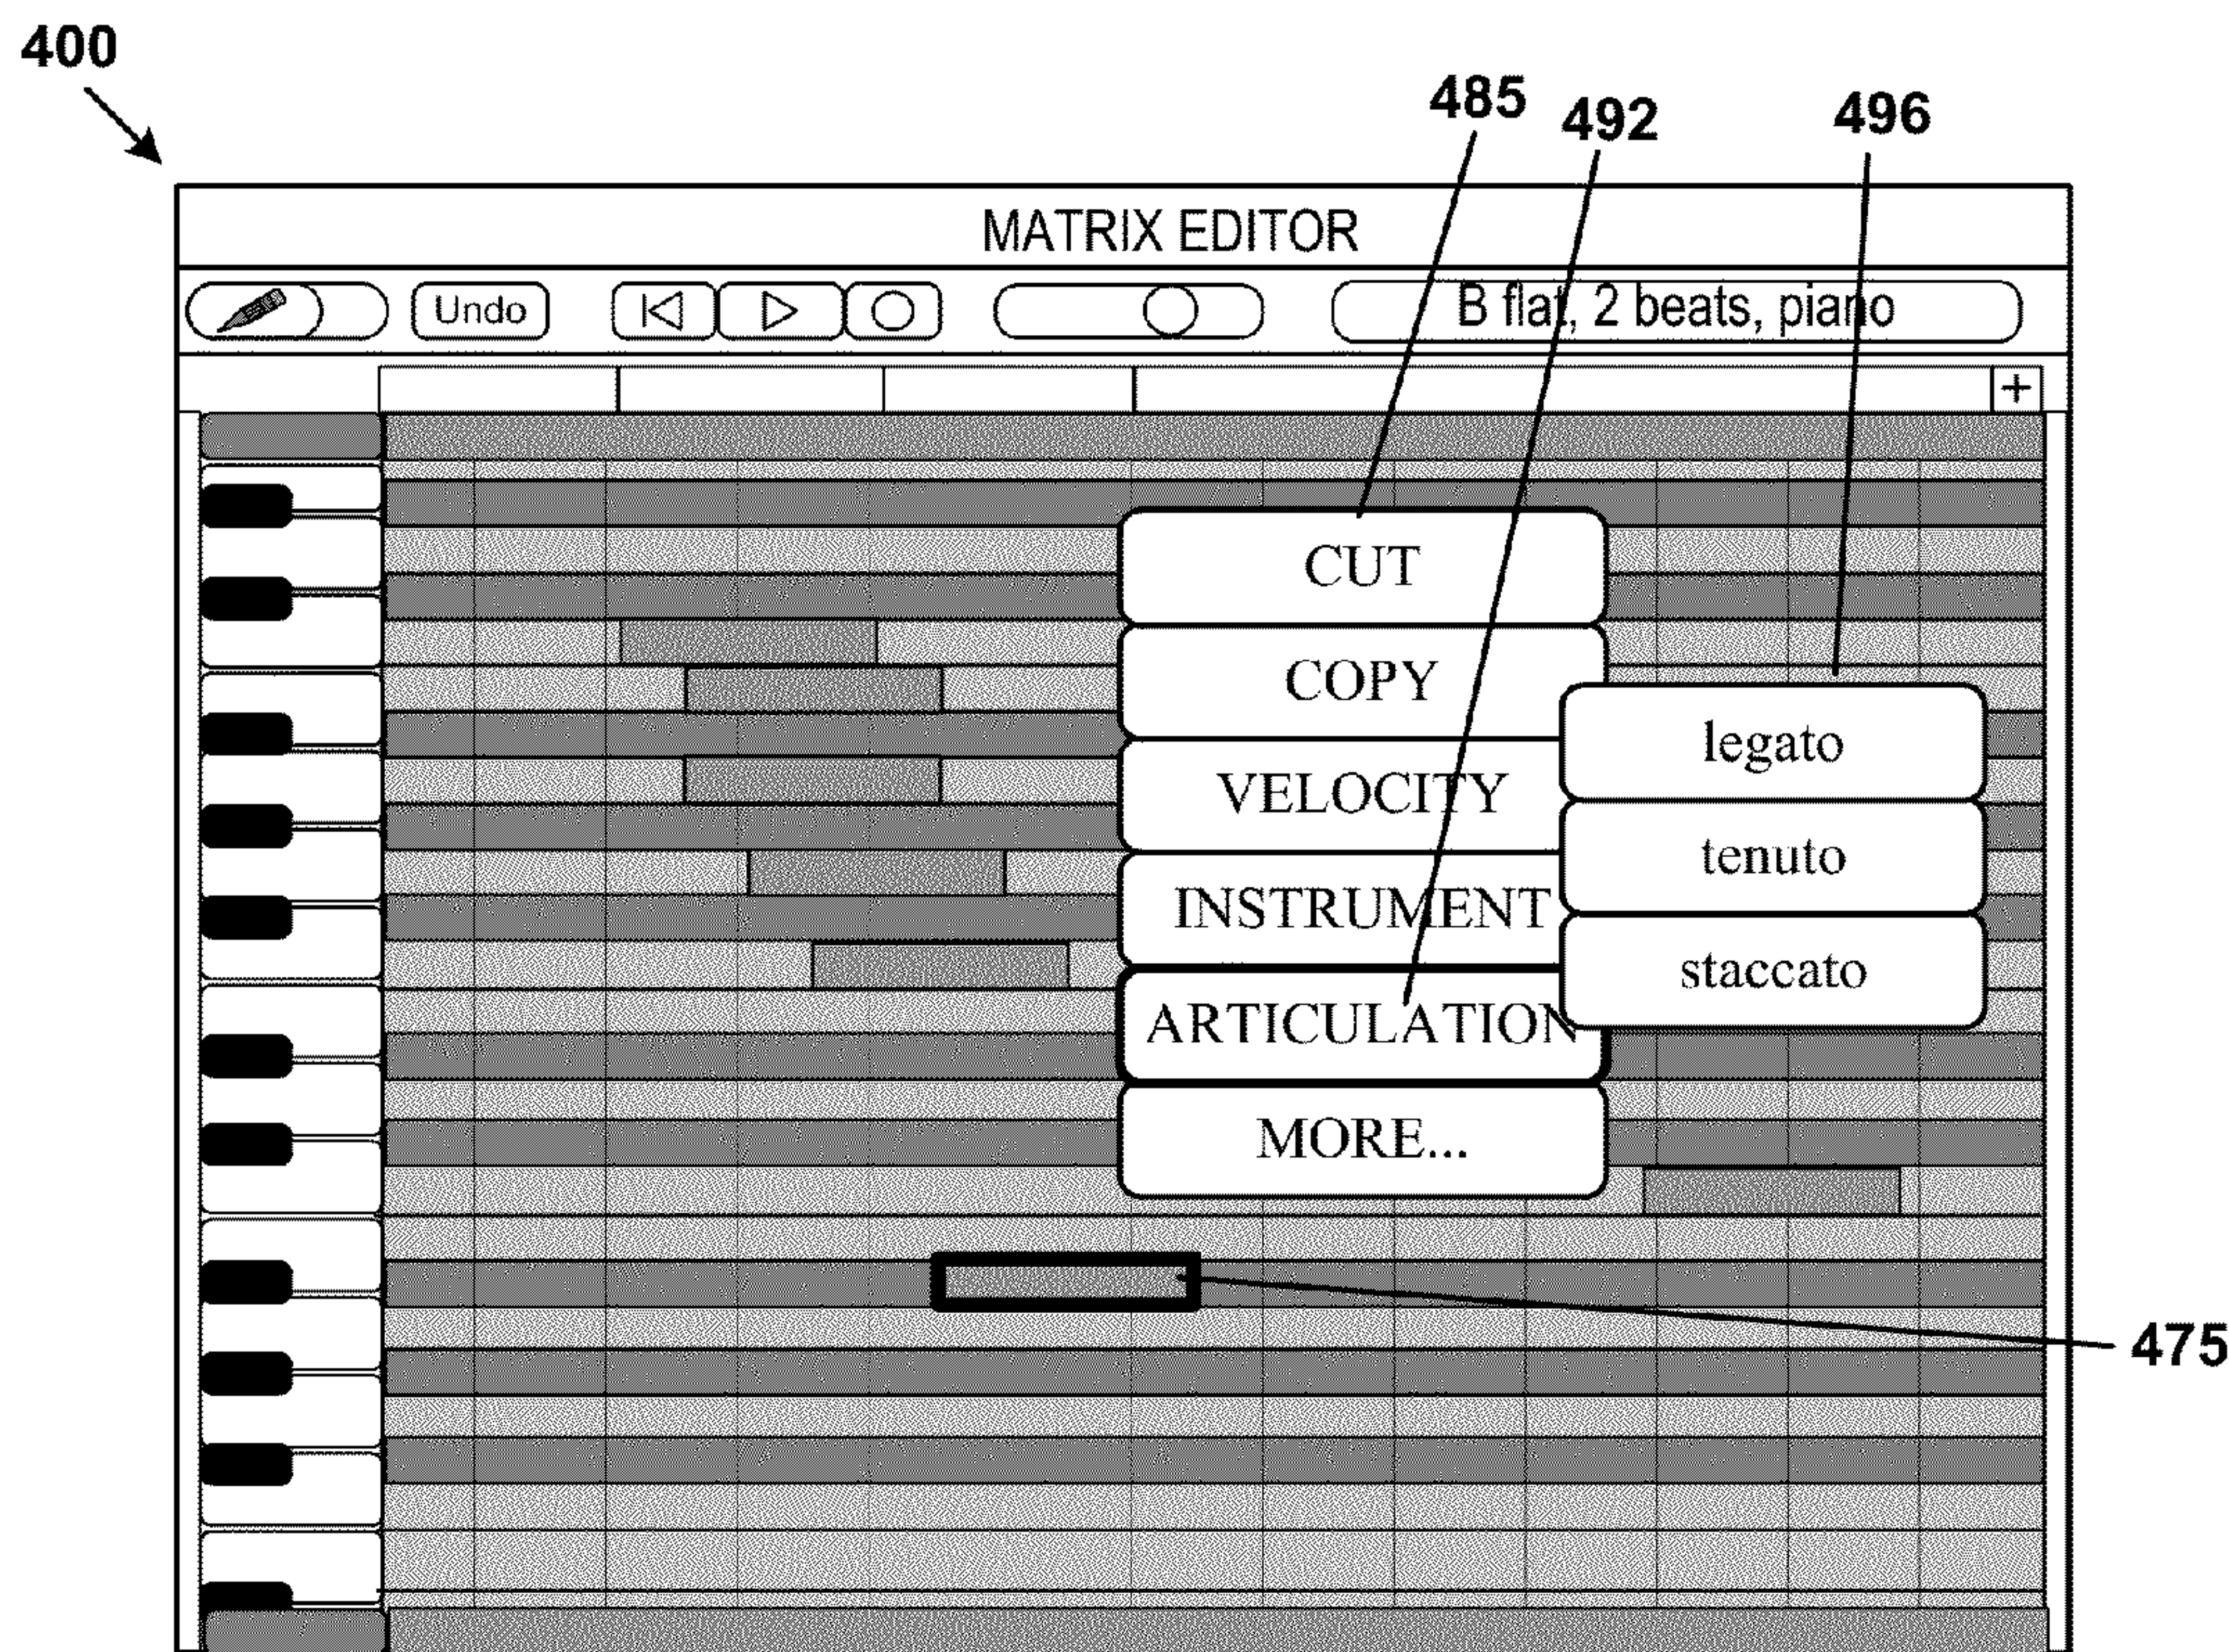 400
485
492
496
MATRIX EDITOR
Undo
B flat, 2 beats, piano
+
CUT
COPY
legato
VELOCITY
tenuto
INSTRUMENT
staccato
ARTICULATION
MORE...
475